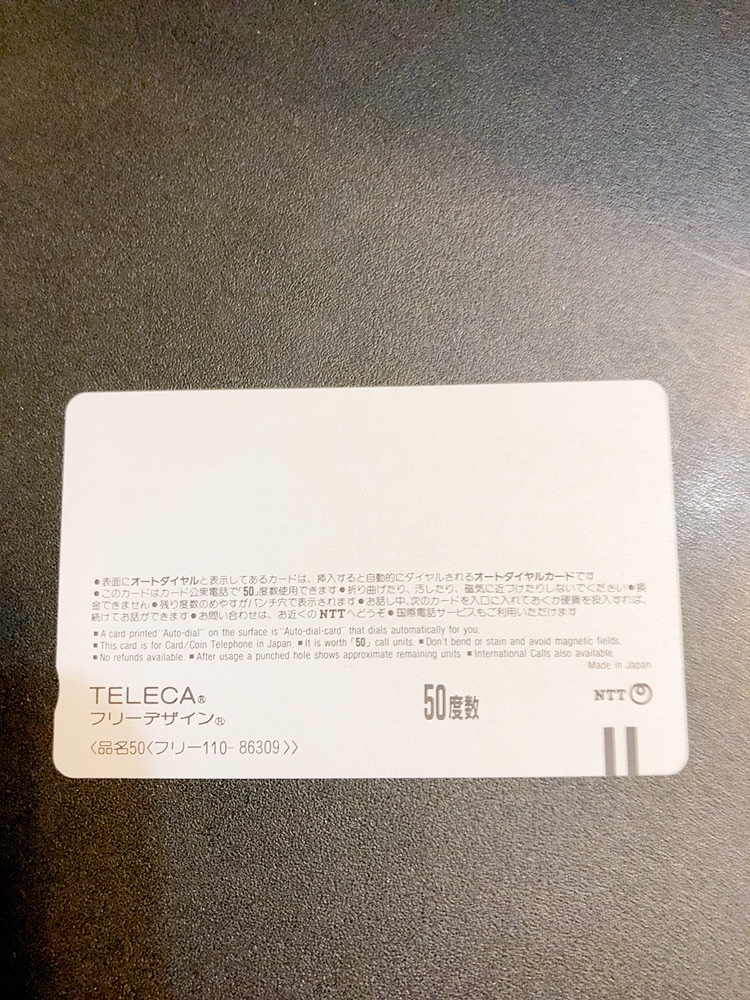 ●表面にオートダイヤルと表示してあるカードは、挿入すると自動的にダイヤルされるオートダイヤルカードです
●このカードはカード公衆電話で「50」度数使用できます●折り曲げたり、汚したり、磁気に近づけたりしないでください●換
金できません●残り度数のめやすがパンチ穴で表示されます●お話し中、次のカードを入口に入れておくか硬貨を投入すれば、
続けてお話ができます●お問い合わせは、お近くのNTTへどうぞ●国際電話サービスもご利用いただけます
■A card printed "Auto-dial" on the surface is "Auto-dial-card" that dials automatically for you.
■This card is for Card/Coin Telephone in Japan. ■It is worth「50」call units. ■Don't bend or stain and avoid magnetic fields.
■No refunds available. ■After usage a punched hole shows approximate remaining units. ■International Calls also available.
Made in Japan
TELECA®
フリーデザイン®
50度数
NTT
〈品名50〈フリー110-86309〉〉